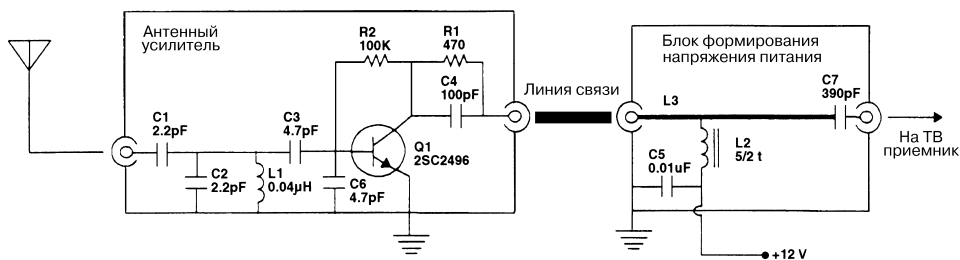 Антенный
усилитель
R2
100K
R1
470
C4
100pF
C1
2.2pF
C3
4.7pF
Q1
2SC2496
C2
2.2pF
L1
0.04µH
C6
4.7pF
Линия связи
Блок формирования
напряжения питания
L3
C7
390pF
L2
5/2 t
C5
0.01uF
+12 V
На ТВ
приемник